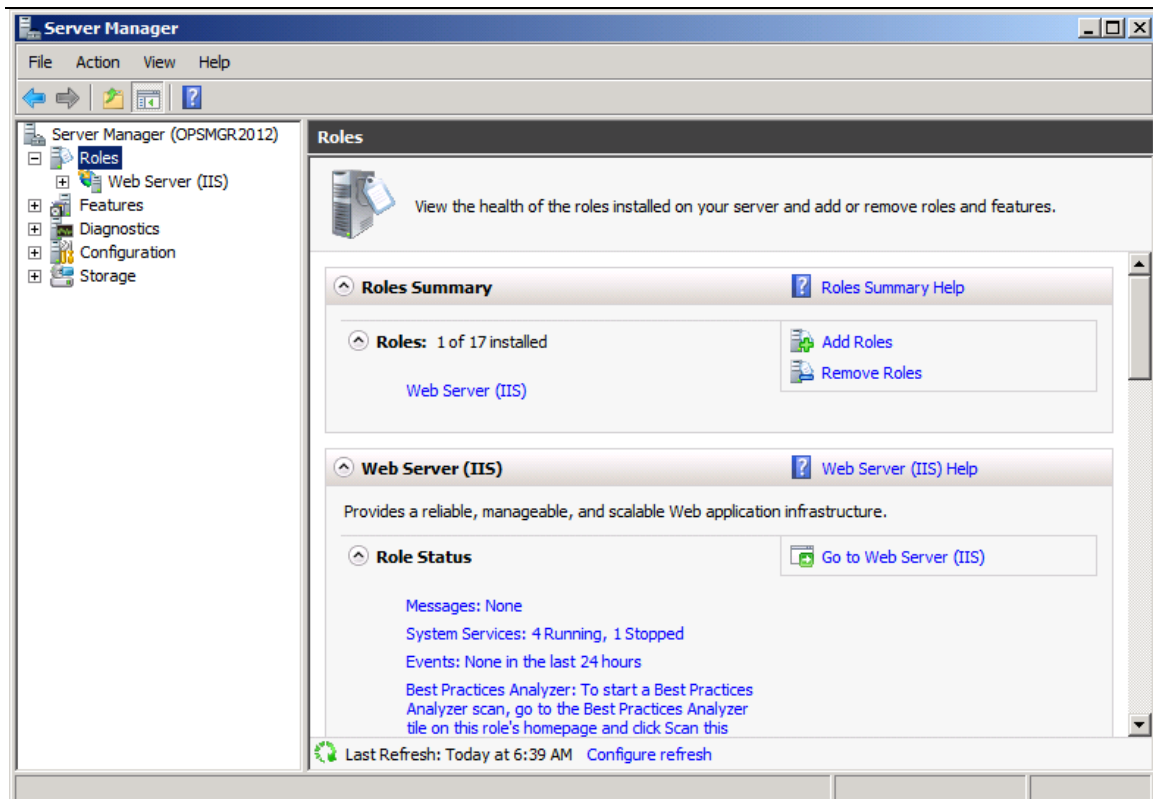 Server Manager
File Action View Help
Server Manager (OPSMGR2012)
Roles
Web Server (IIS)
Features
Diagnostics
Configuration
Storage
Roles
View the health of the roles installed on your server and add or remove roles and features.
Roles Summary
Roles Summary Help
Roles: 1 of 17 installed
Add Roles
Remove Roles
Web Server (IIS)
Web Server (IIS)
Web Server (IIS) Help
Provides a reliable, manageable, and scalable Web application infrastructure.
Role Status
Go to Web Server (IIS)
Messages: None
System Services: 4 Running, 1 Stopped
Events: None in the last 24 hours
Best Practices Analyzer: To start a Best Practices
Analyzer scan, go to the Best Practices Analyzer
tile on this role's homepage and click Scan this
Last Refresh: Today at 6:39 AM Configure refresh